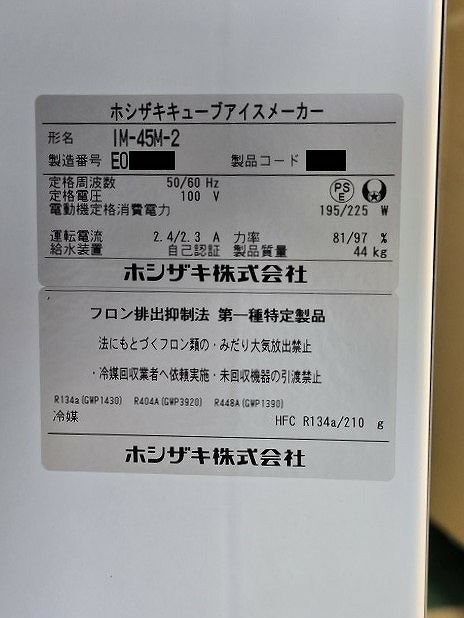 ホシザキキューブアイスメーカー
形名 IM-45M-2
製造番号 E0 製品コード
定格周波数 50/60 Hz
定格電圧 100 V
電動機定格消費電力 195/225 W
PS
E
運転電流 2.4/2.3 A 力率 81/97 %
給水装置 自己認証 製品質量 44 kg
ホシザキ株式会社
フロン排出抑制法 第一種特定製品
法にもとづくフロン類の・みだり大気放出禁止
・冷媒回収業者へ依頼実施・未回収機器の引渡禁止
R134a(GWP1430) R404A(GWP3920) R448A(GWP1390)
冷媒 HFC R134a/210 g
ホシザキ株式会社